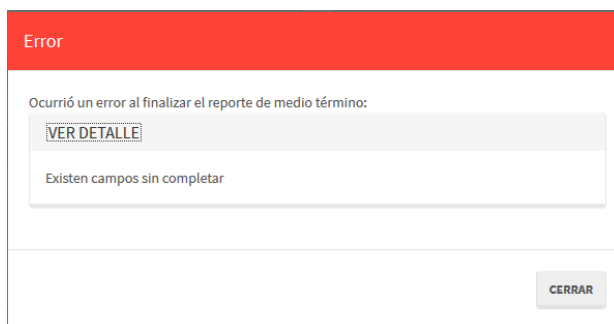 Error
Ocurrió un error al finalizar el reporte de medio término:
VER DETALLE
Existen campos sin completar
CERRAR